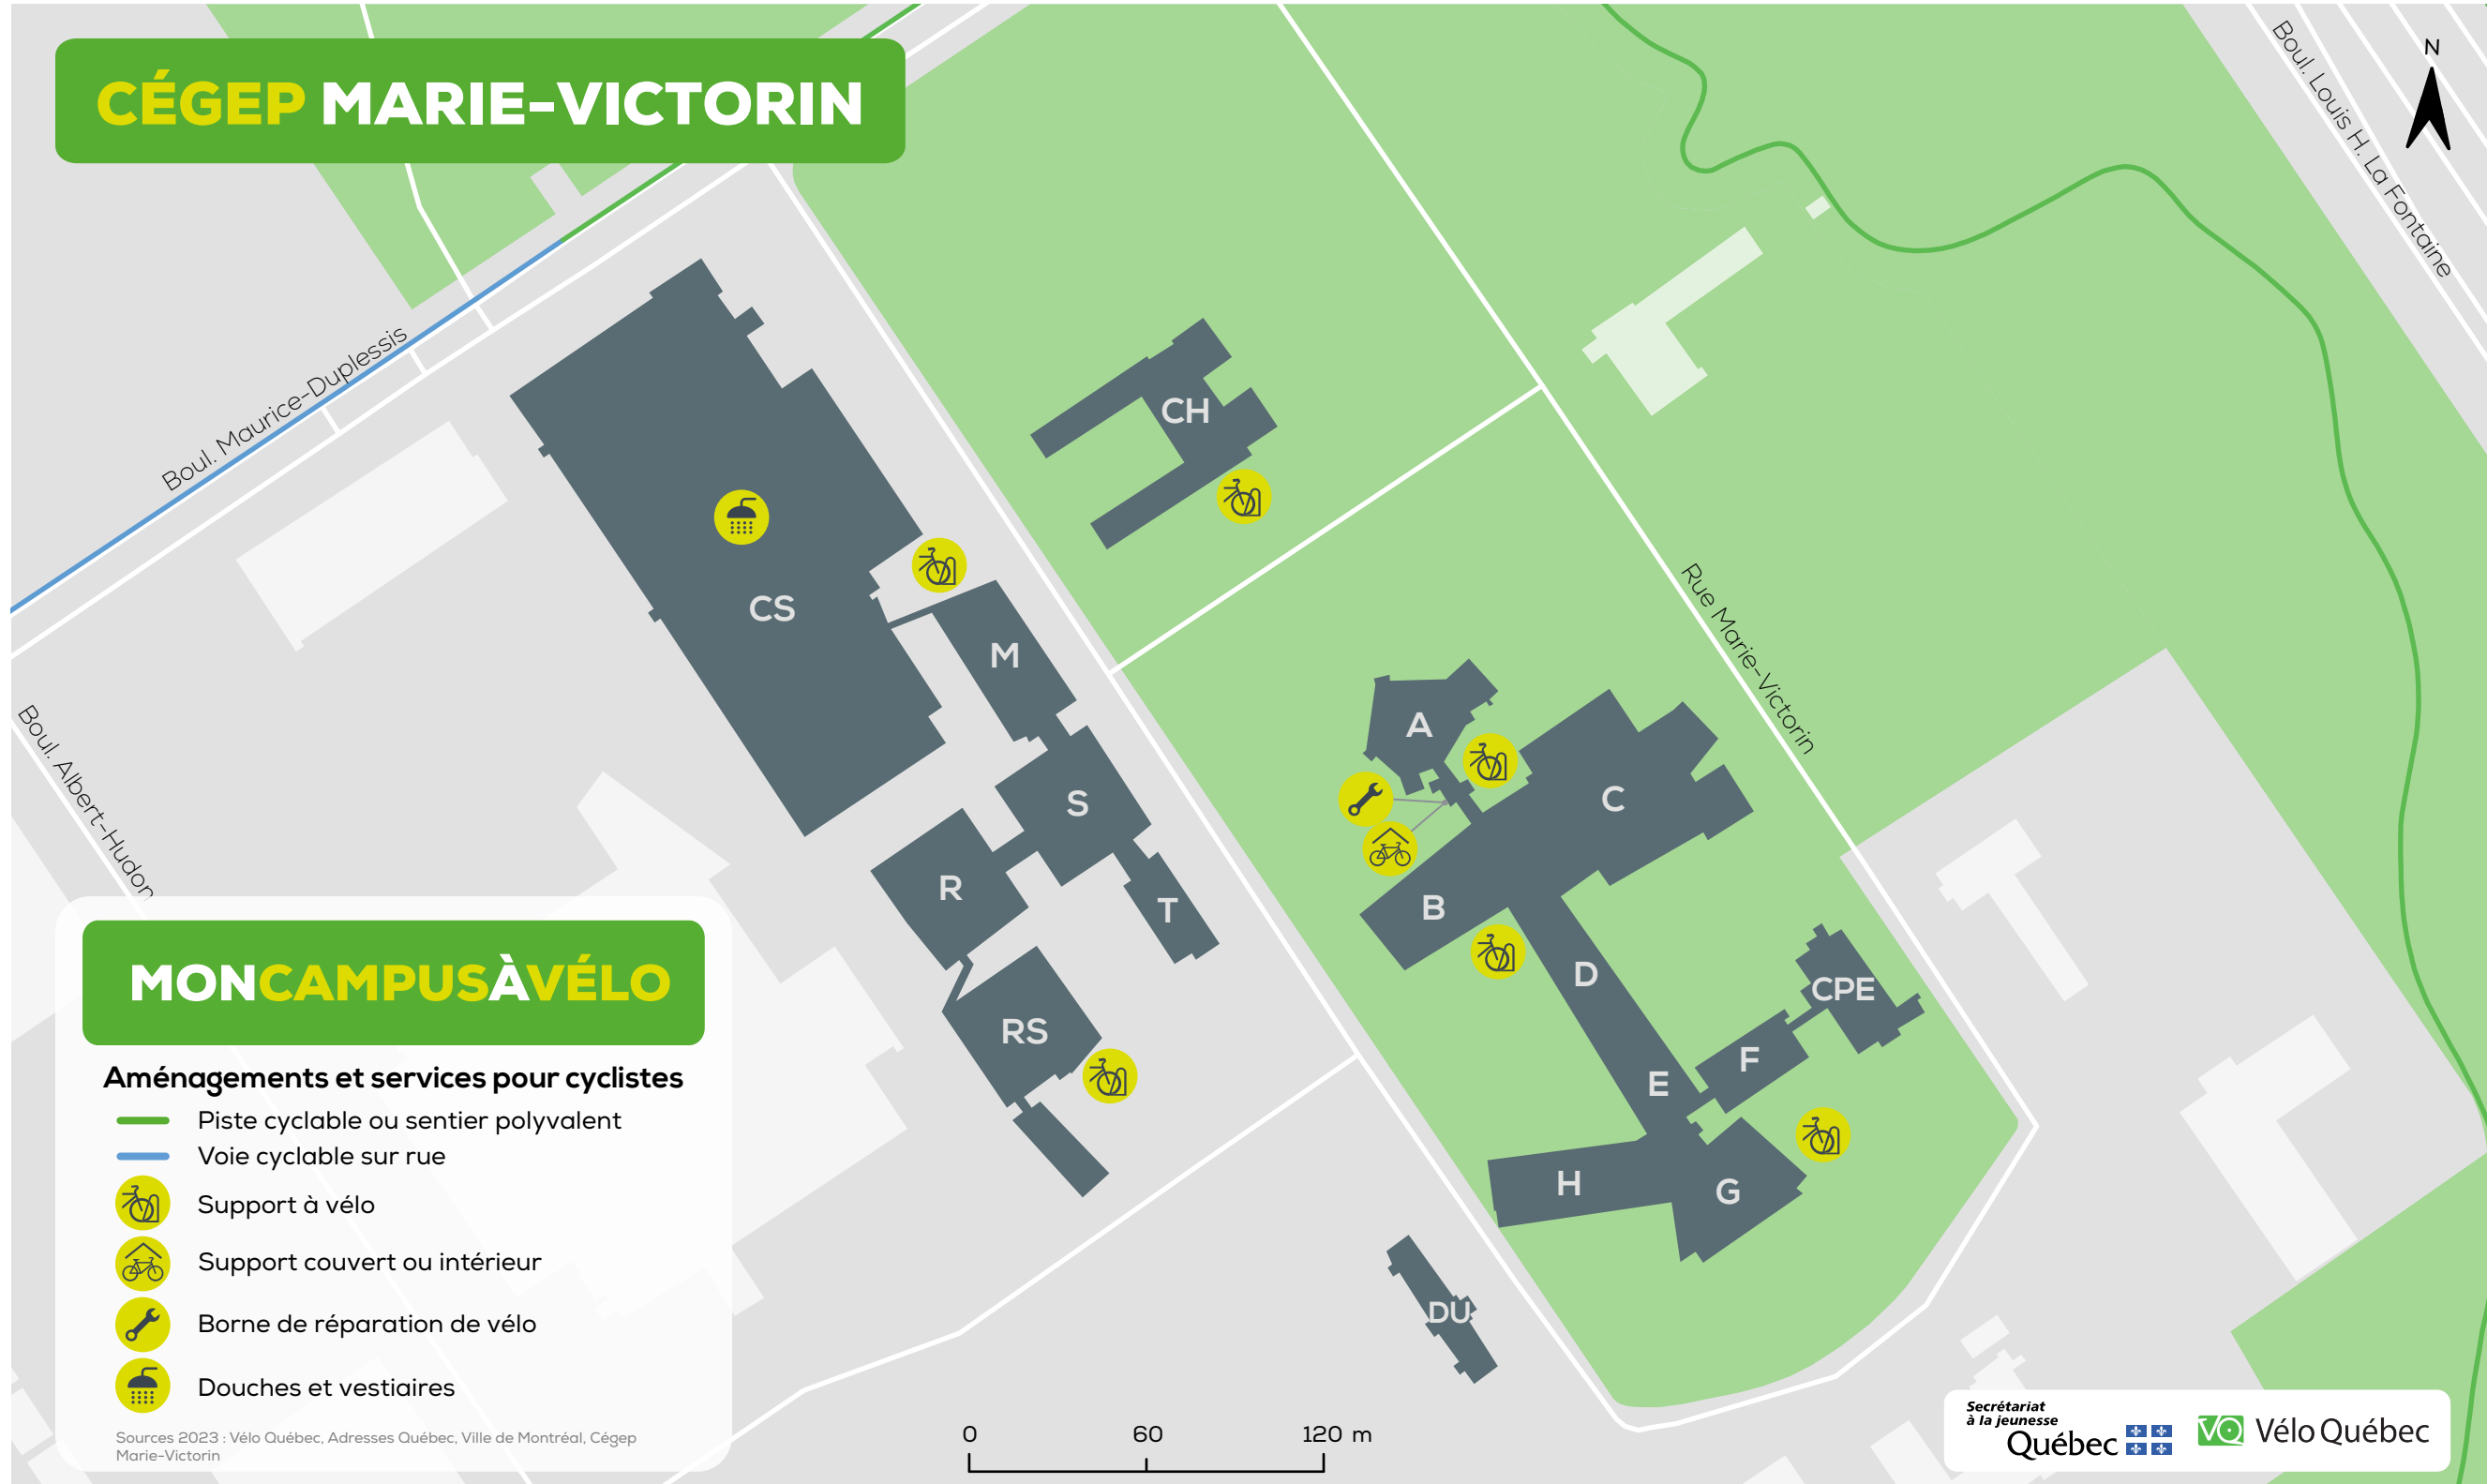 CÉGEP MARIE-VICTORIN
N
Boul. Louis H. La Fontaine
Boul. Maurice-Duplessis
CH
CS
M
Rue Marie-Victorin
A
S
C
Boul. Albert-Hudon
R
B
T
D
CPE
RS
F
E
H
G
DU
MONCAMPUSÀVÉLO
Aménagements et services pour cyclistes
Piste cyclable ou sentier polyvalent
Voie cyclable sur rue
Support à vélo
Support couvert ou intérieur
Borne de réparation de vélo
Douches et vestiaires
Sources 2023 : Vélo Québec, Adresses Québec, Ville de Montréal, Cégep
Marie-Victorin
0 60 120 m
Secrétariat
à la jeunesse
Québec
VQ Vélo Québec